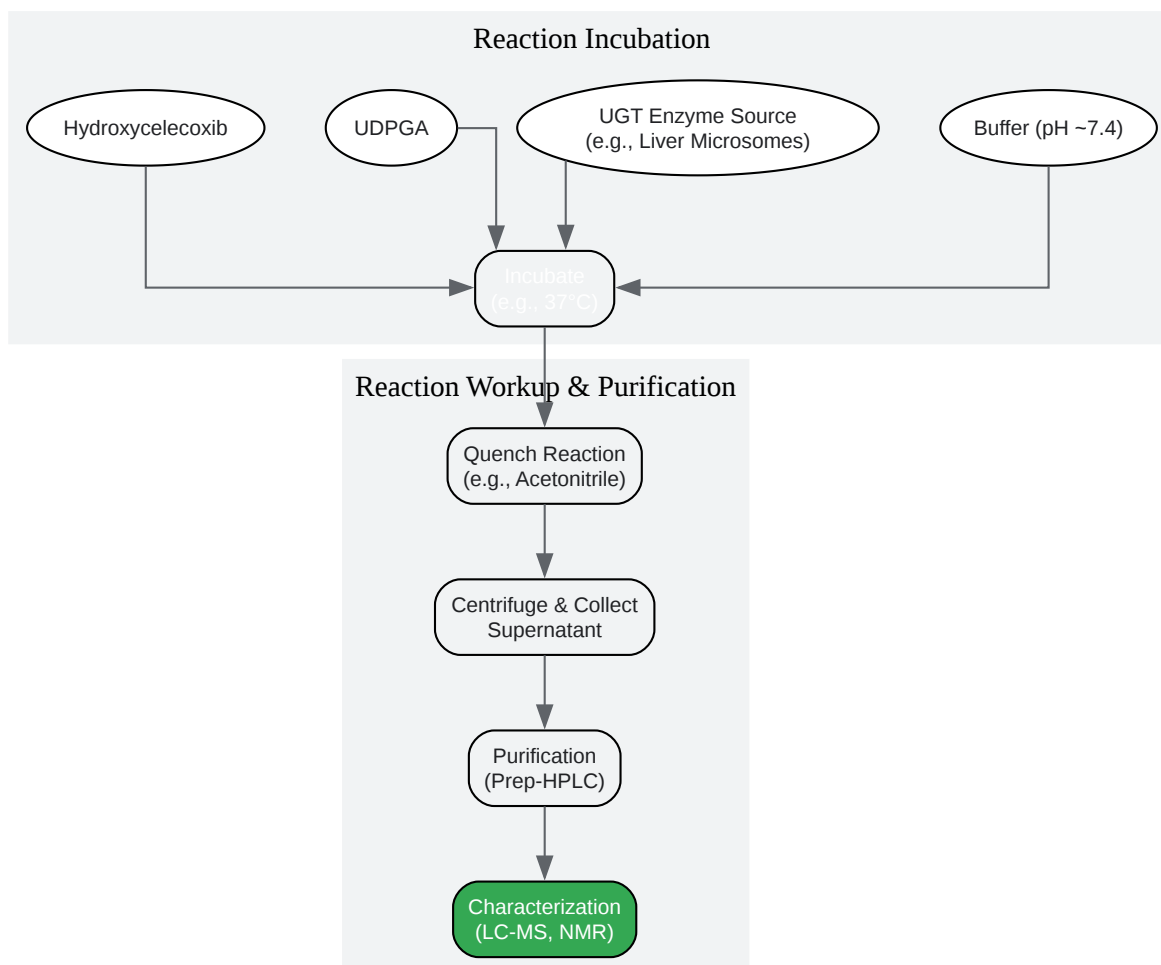 Reaction Incubation
Hydroxycelecoxib
UDPGA
UGT Enzyme Source
(e.g., Liver Microsomes)
Buffer (pH ~7.4)
Incubate
(e.g., 37°C)
Reaction Workup & Purification
Quench Reaction
(e.g., Acetonitrile)
Centrifuge & Collect
Supernatant
Purification
(Prep-HPLC)
Characterization
(LC-MS, NMR)